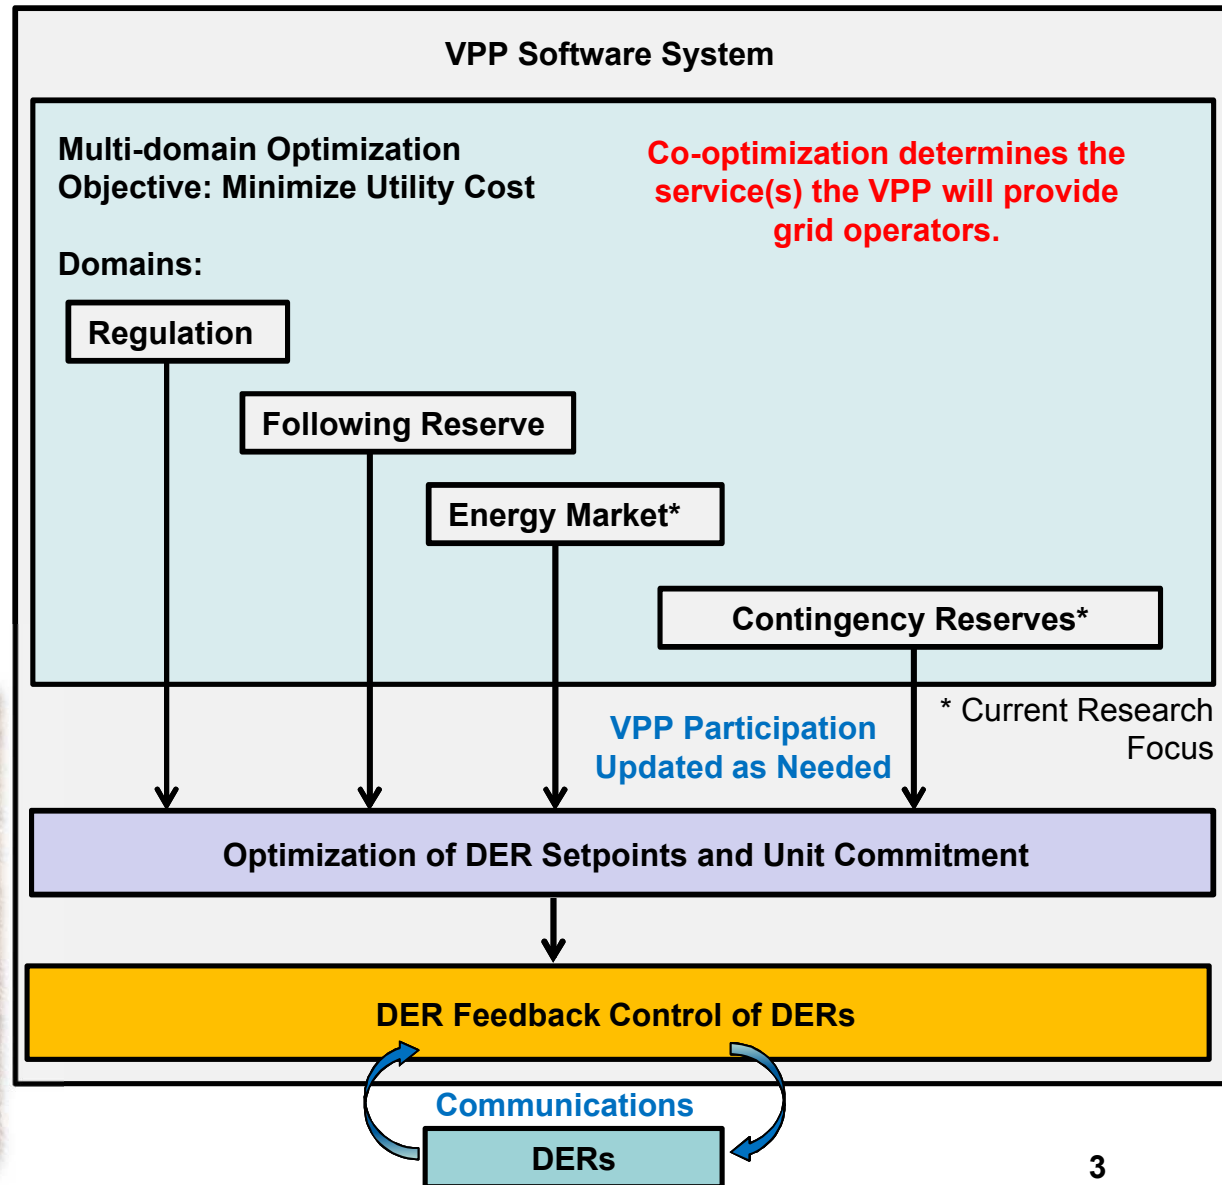 VPP Software System
Multi-domain Optimization
Objective: Minimize Utility Cost
Co-optimization determines the
service(s) the VPP will provide
grid operators.
Domains:
Regulation
Following Reserve
Energy Market*
Contingency Reserves*
* Current Research
Focus
VPP Participation
Updated as Needed
Optimization of DER Setpoints and Unit Commitment
DER Feedback Control of DERs
Communications
DERs
3